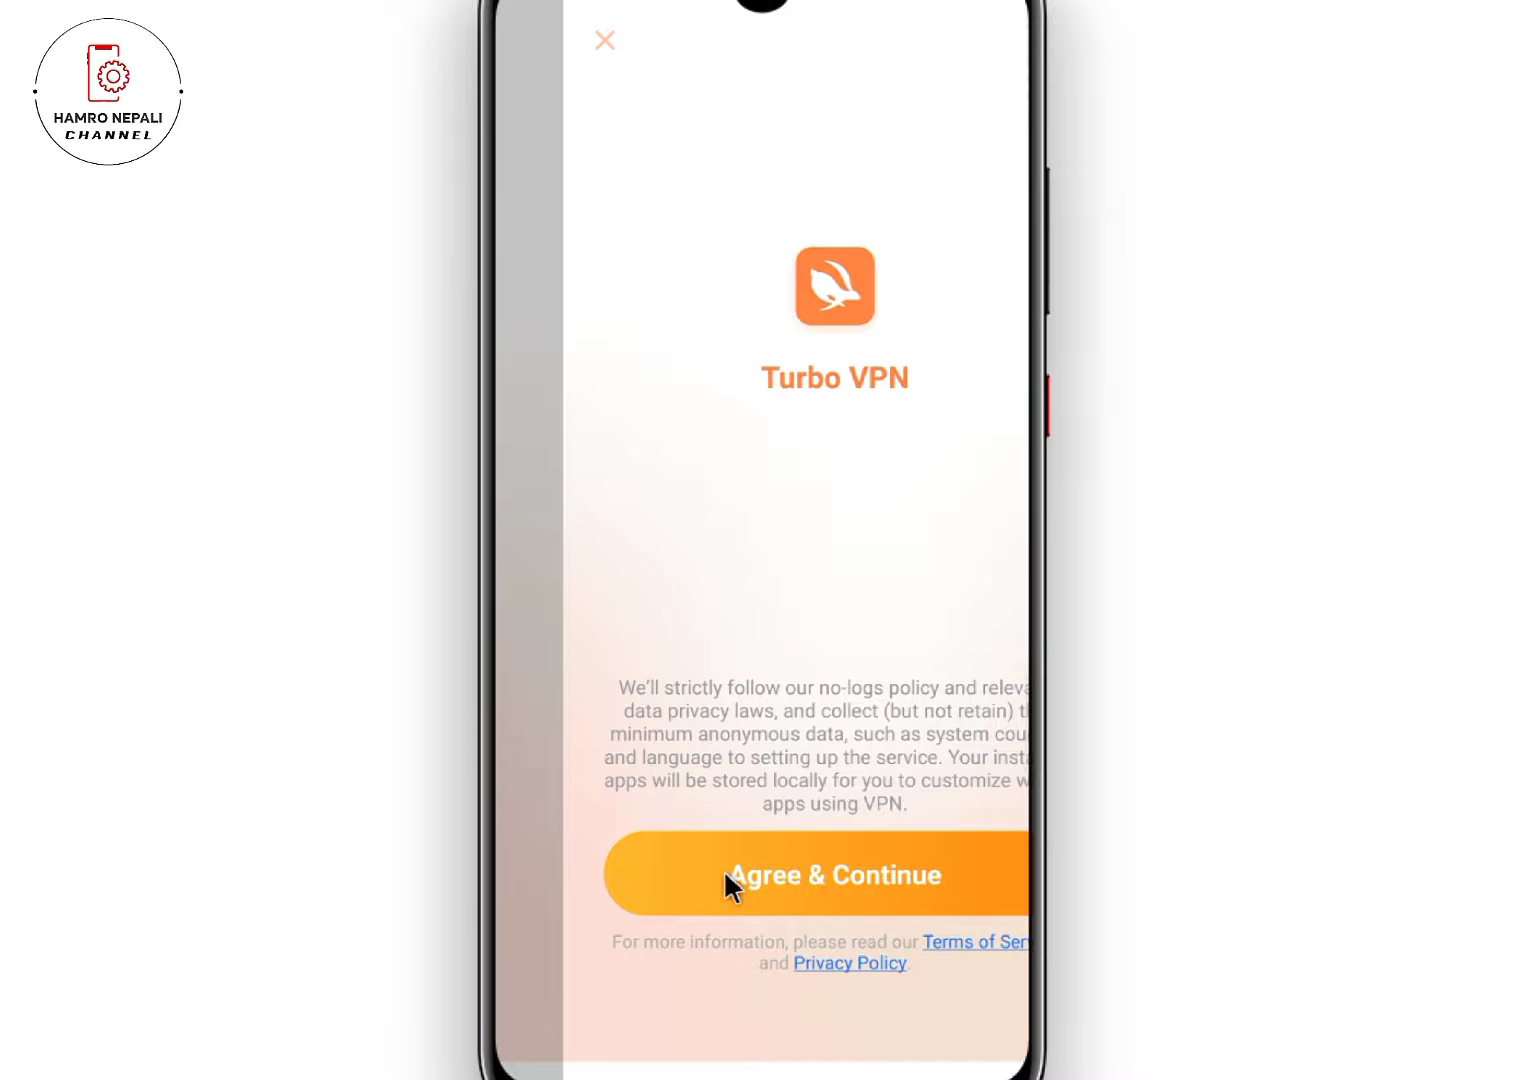 HAMRO NEPALI
CHANNEL
Turbo VPN
We'll strictly follow our no-logs policy and releva
data privacy laws, and collect (but not retain) t
minimum anonymous data, such as system cou
and language to setting up the service. Your insta
apps will be stored locally for you to customize w
apps using VPN.
Agree & Continue
For more information, please read our Terms of Ser
and Privacy Policy.